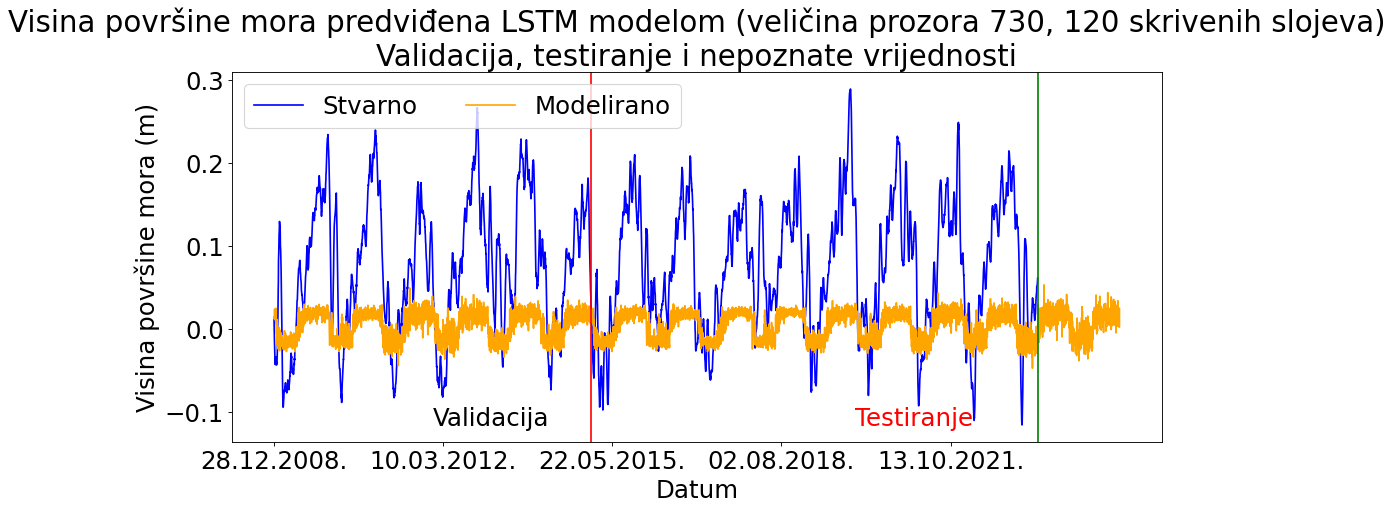 Visina površine mora predviđena LSTM modelom (veličina prozora 730, 120 skrivenih slojeva)
Validacija, testiranje i nepoznate vrijednosti
Visina površine mora (m)
0.3
0.2
0.1
0.0
−0.1
Stvarno Modelirano
Validacija Testiranje
28.12.2008. 10.03.2012. 22.05.2015. 02.08.2018. 13.10.2021.
Datum